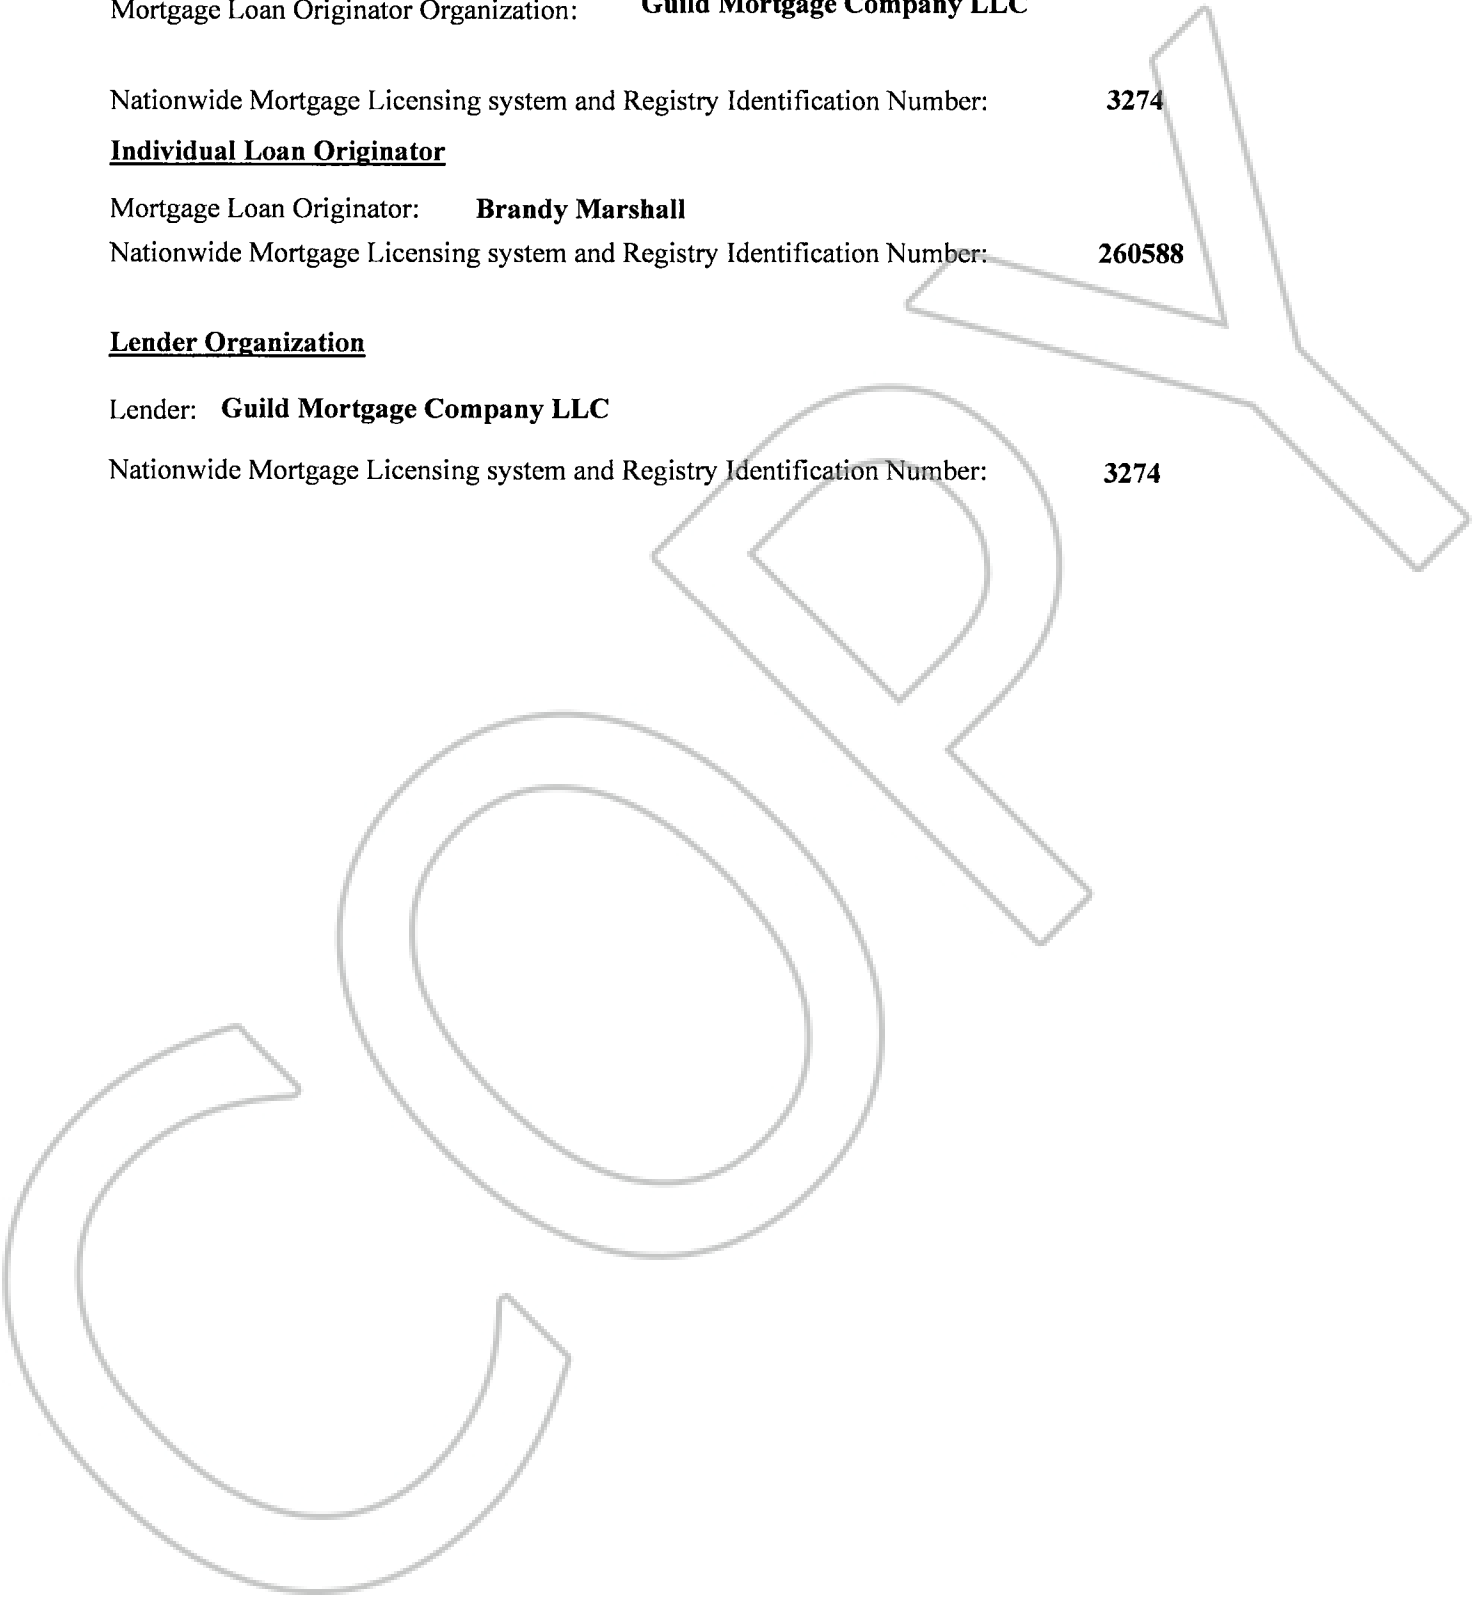 Mortgage Loan Originator Organization: Guild Mortgage Company LLC
Nationwide Mortgage Licensing system and Registry Identification Number: 3274
Individual Loan Originator
Mortgage Loan Originator: Brandy Marshall
Nationwide Mortgage Licensing system and Registry Identification Number: 260588
Lender Organization
Lender: Guild Mortgage Company LLC
Nationwide Mortgage Licensing system and Registry Identification Number: 3274
COPY